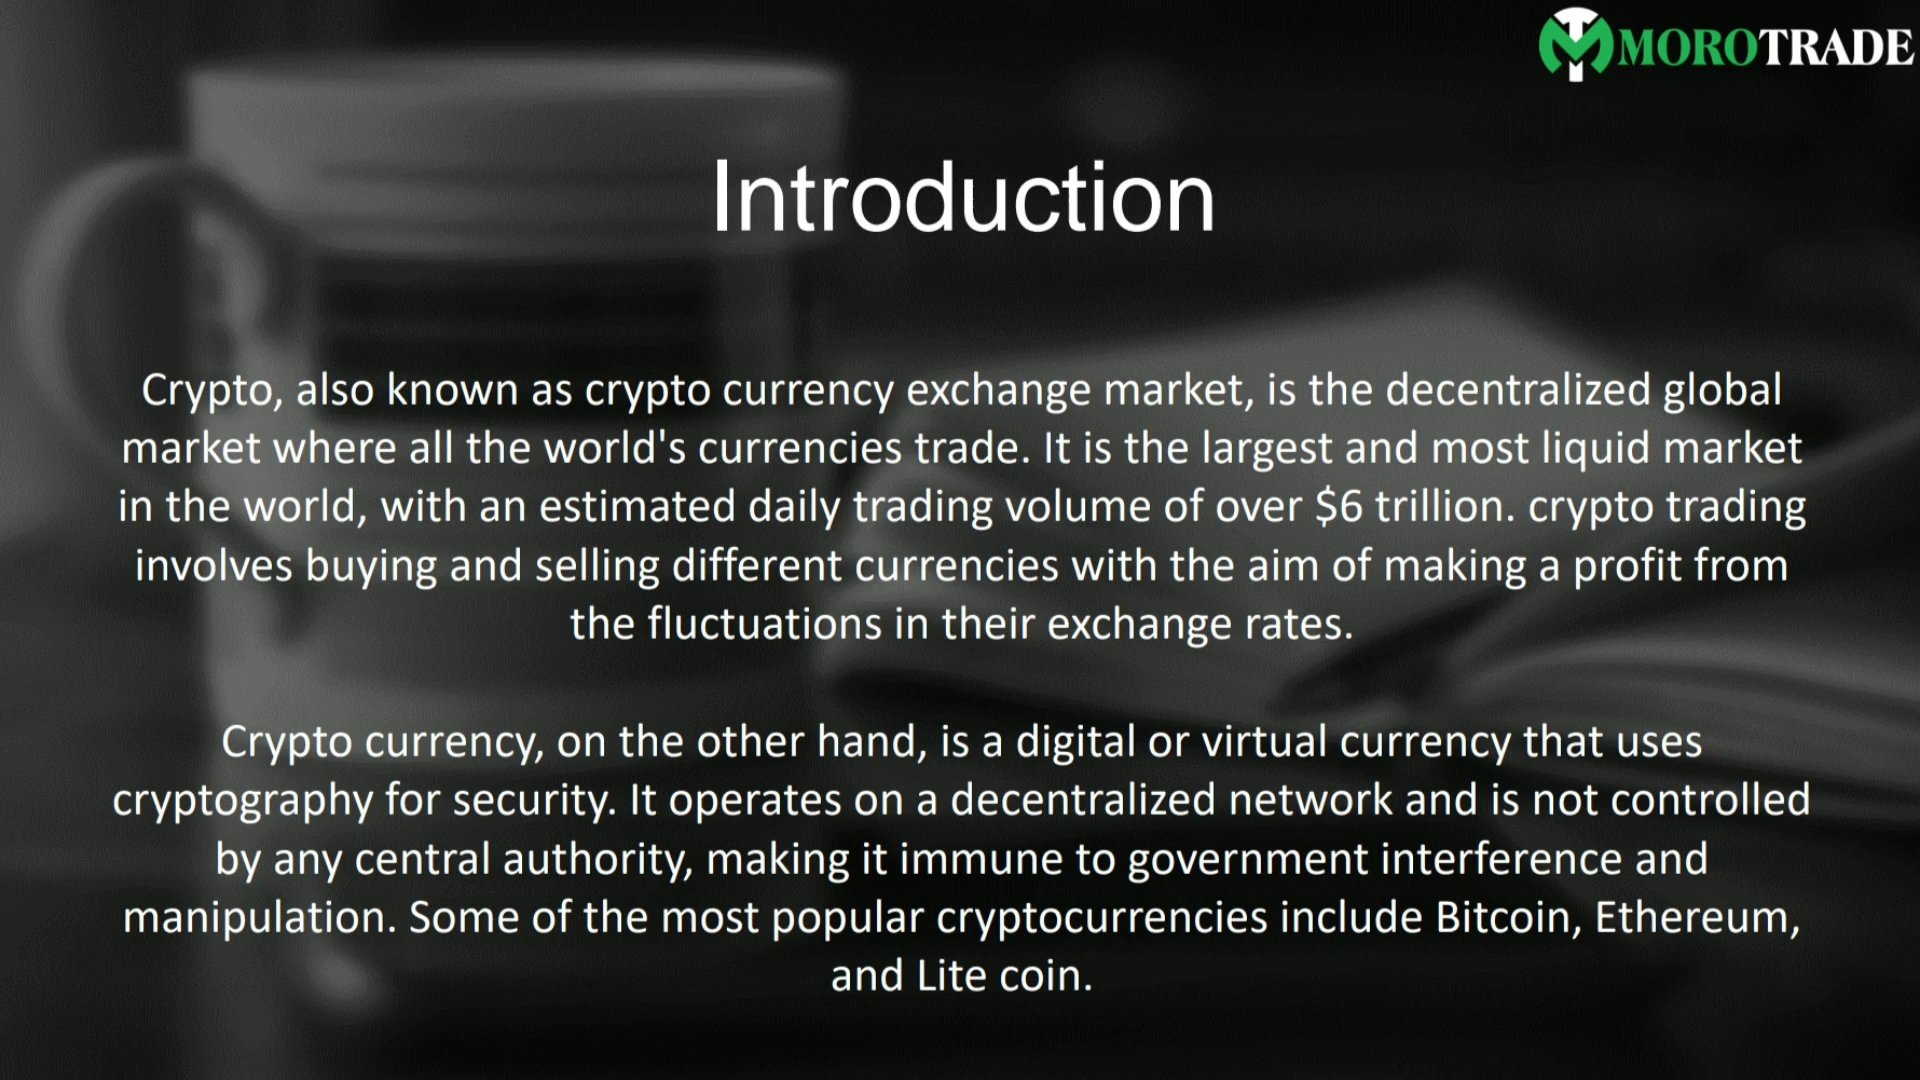 MOROTRADE
Introduction
Crypto, also known as crypto currency exchange market, is the decentralized global
market where all the world's currencies trade. It is the largest and most liquid market
in the world, with an estimated daily trading volume of over $6 trillion. crypto trading
involves buying and selling different currencies with the aim of making a profit from
the fluctuations in their exchange rates.
Crypto currency, on the other hand, is a digital or virtual currency that uses
cryptography for security. It operates on a decentralized network and is not controlled
by any central authority, making it immune to government interference and
manipulation. Some of the most popular cryptocurrencies include Bitcoin, Ethereum,
and Lite coin.